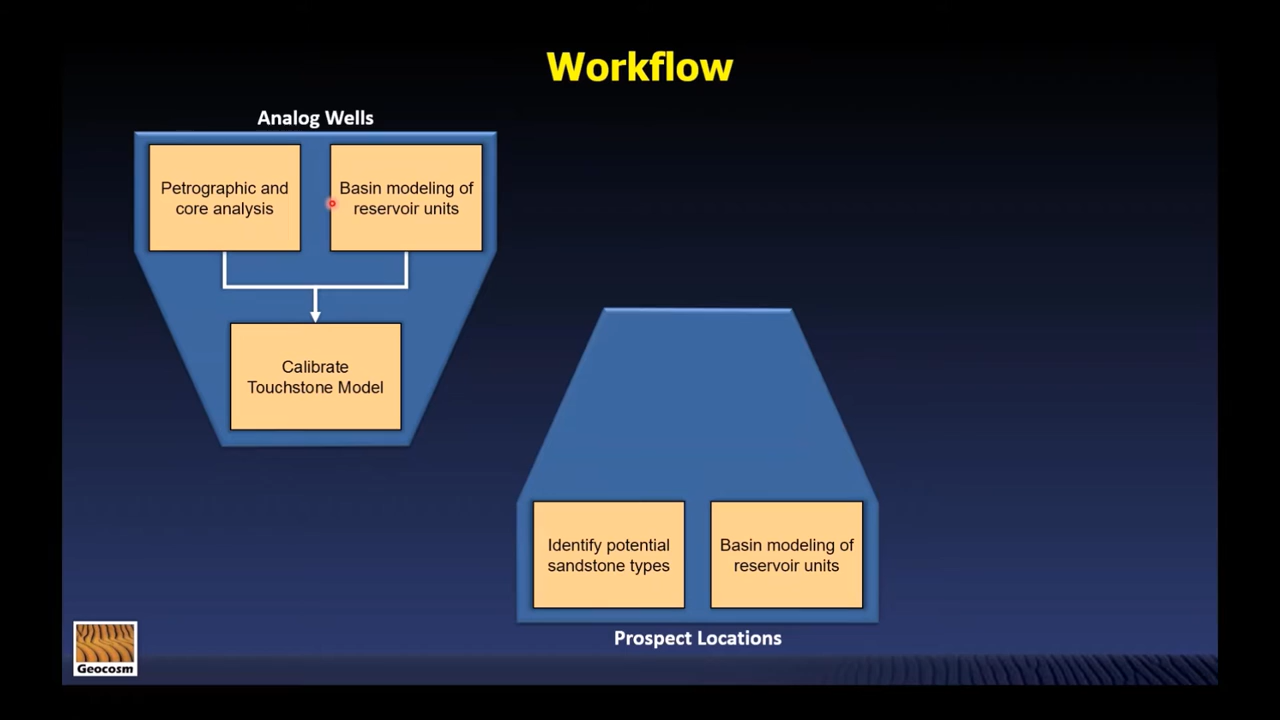 Workflow
Analog Wells
Petrographic and
core analysis
Basin modeling of
reservoir units
Calibrate
Touchstone Model
Identify potential
sandstone types
Basin modeling of
reservoir units
Prospect Locations
Geocosm